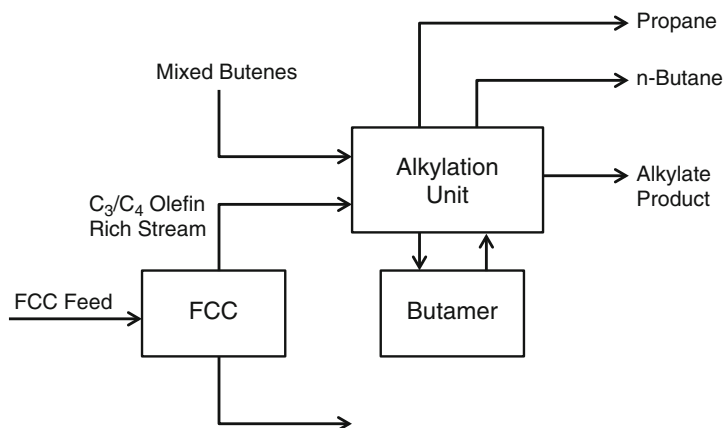 Propane
Mixed Butenes
n-Butane
Alkylation
Unit
Alkylate
Product
C₃/C₄ Olefin
Rich Stream
FCC Feed
FCC
Butamer